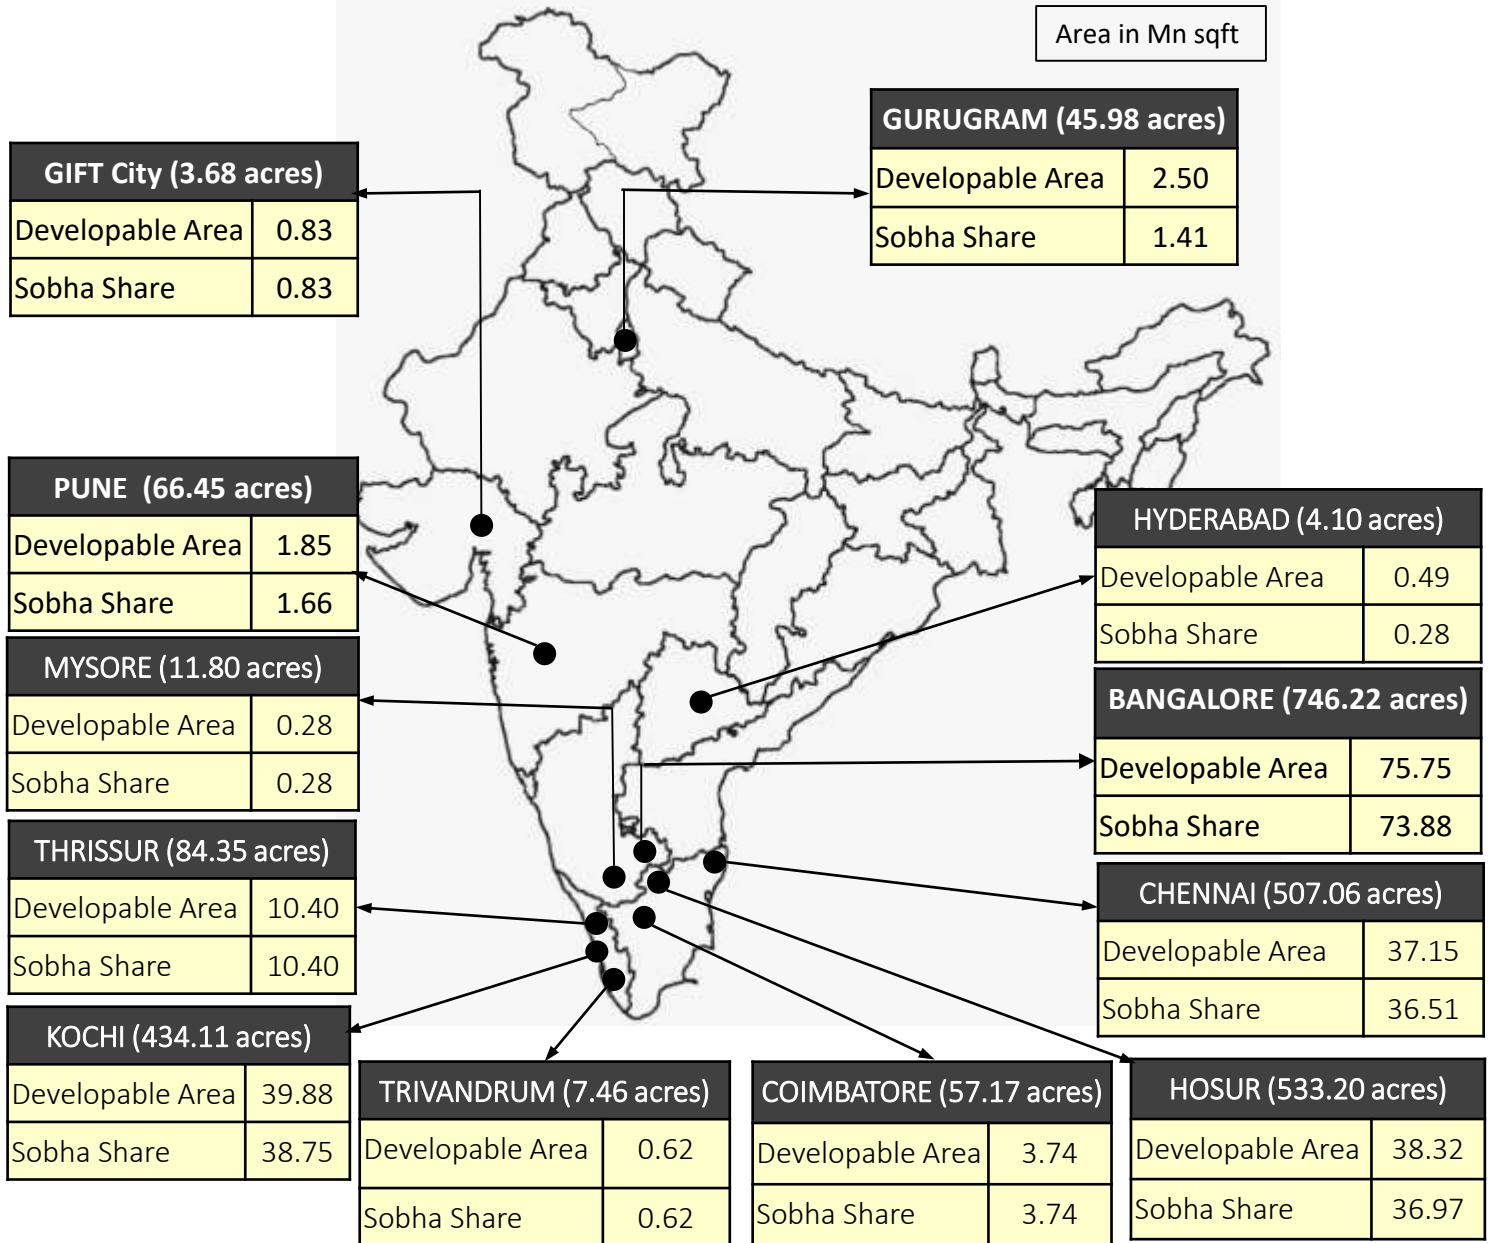 Area in Mn sqft
GURUGRAM (45.98 acres)
Developable Area 2.50
Sobha Share 1.41
GIFT City (3.68 acres)
Developable Area 0.83
Sobha Share 0.83
PUNE (66.45 acres)
Developable Area 1.85
Sobha Share 1.66
HYDERABAD (4.10 acres)
Developable Area 0.49
Sobha Share 0.28
MYSORE (11.80 acres)
Developable Area 0.28
Sobha Share 0.28
BANGALORE (746.22 acres)
Developable Area 75.75
Sobha Share 73.88
THRISSUR (84.35 acres)
Developable Area 10.40
Sobha Share 10.40
CHENNAI (507.06 acres)
Developable Area 37.15
Sobha Share 36.51
KOCHI (434.11 acres)
Developable Area 39.88
Sobha Share 38.75
TRIVANDRUM (7.46 acres)
Developable Area 0.62
Sobha Share 0.62
COIMBATORE (57.17 acres)
Developable Area 3.74
Sobha Share 3.74
HOSUR (533.20 acres)
Developable Area 38.32
Sobha Share 36.97